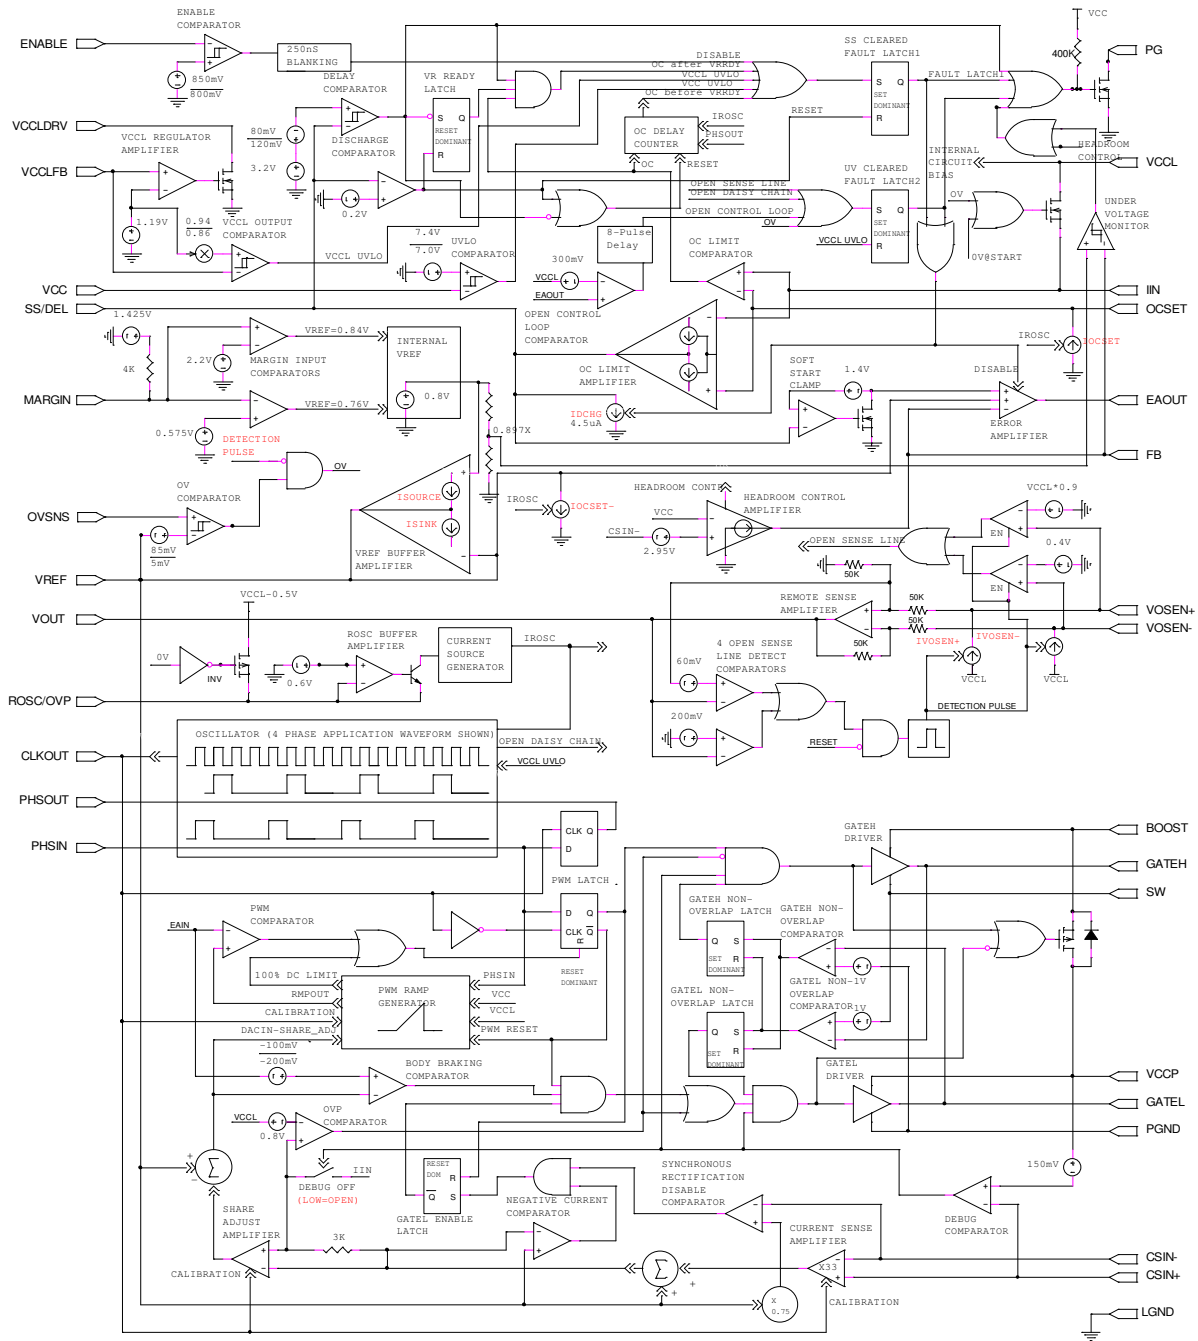 ENABLE
COMPARATOR
ENABLE
250nS
BLANKING
850mV
800mV
DELAY
COMPARATOR
VR READY
LATCH
DISABLE
OC after VRRDY
VCCL UVLO
VCC UVLO
OC before VRRDY
SS CLEARED
FAULT LATCH1
S
Q
SET
DOMINANT
R
FAULT LATCH1
VCC
400K
PG
VCCLDRV
VCCL REGULATOR
AMPLIFIER
VCCLFB
80mV
120mV
3.2V
S
Q
RESET
DOMINANT
R
DISCHARGE
COMPARATOR
0.2V
OC DELAY
COUNTER
IROSC
PHSOUT
OC
RESET
RESET
INTERNAL
CIRCUIT
BIAS
HEADROOM
CONTROL
VCCL
1.19V
0.94
0.86
VCCL OUTPUT
COMPARATOR
VCCL UVLO
7.4V
7.0V
UVLO
COMPARATOR
OPEN SENSE LINE
OPEN DAISY CHAIN
OPEN CONTROL LOOP
OV
8-Pulse
Delay
UV CLEARED
FAULT LATCH2
S
Q
SET
DOMINANT
R
VCCL UVLO
OV
0V@START
UNDER
VOLTAGE
MONITOR
VCC
SS/DEL
300mV
VCCL
EAOUT
OPEN CONTROL
LOOP
COMPARATOR
OC LIMIT
COMPARATOR
OC LIMIT
AMPLIFIER
IIN
OCSET
IROSC
IOCSET
1.425V
4K
VREF=0.84V
2.2V
MARGIN INPUT
COMPARATORS
INTERNAL
VREF
0.8V
MARGIN
VREF=0.76V
0.575V
DETECTION
PULSE
0.897X
IDCHG
4.5uA
SOFT
START
CLAMP
1.4V
DISABLE
ERROR
AMPLIFIER
EAOUT
FB
OV
OV
COMPARATOR
OVSNS
85mV
5mV
VREF
ISOURCE
ISINK
VREF BUFFER
AMPLIFIER
IROSC
IOCSET-
HEADROOM CONTR
HEADROOM CONTROL
AMPLIFIER
VCC
CSIN-
2.95V
VCCL*0.9
EN
0.4V
EN
OPEN SENSE LINE
50K
VCCL-0.5V
VOUT
REMOTE SENSE
AMPLIFIER
50K
50K
50K
VOSEN+
VOSEN-
IVOSEN+
IVOSEN-
VCCL
VCCL
0V
INV
ROSC BUFFER
AMPLIFIER
0.6V
CURRENT
SOURCE
GENERATOR
IROSC
ROSC/OVP
4 OPEN SENSE
LINE DETECT
COMPARATORS
60mV
200mV
RESET
DETECTION PULSE
OSCILLATOR (4 PHASE APPLICATION WAVEFORM SHOWN)
OPEN DAISY CHAIN
VCCL UVLO
CLKOUT
PHSOUT
PHSIN
CLK
Q
D
PWM LATCH
D
Q
CLK
Q
R
RESET
DOMINANT
GATEH
DRIVER
BOOST
GATEH
SW
EAIN
PWM
COMPARATOR
100% DC LIMIT
RMPOUT
CALIBRATION
DACIN-SHARE_ADJ
PWM RAMP
GENERATOR
PHSIN
VCC
VCCL
PWM RESET
GATEH NON-
OVERLAP LATCH
Q
S
R
SET
DOMINANT
GATEH NON-
OVERLAP
COMPARATOR
1V
GATEL NON-
OVERLAP LATCH
Q
S
R
SET
DOMINANT
GATEL NON-
OVERLAP
COMPARATOR
1V
-100mV
-200mV
BODY BRAKING
COMPARATOR
GATEL
DRIVER
VCCP
GATEL
PGND
VCCL
0.8V
OVP
COMPARATOR
Σ
IIN
DEBUG OFF
(LOW=OPEN)
RESET
DOM
R
Q
S
GATEL ENABLE
LATCH
NEGATIVE CURRENT
COMPARATOR
SYNCHRONOUS
RECTIFICATION
DISABLE
COMPARATOR
150mV
DEBUG
COMPARATOR
SHARE
ADJUST
AMPLIFIER
3K
CALIBRATION
Σ
CURRENT SENSE
AMPLIFIER
X33
X
0.75
CALIBRATION
CSIN-
CSIN+
LGND